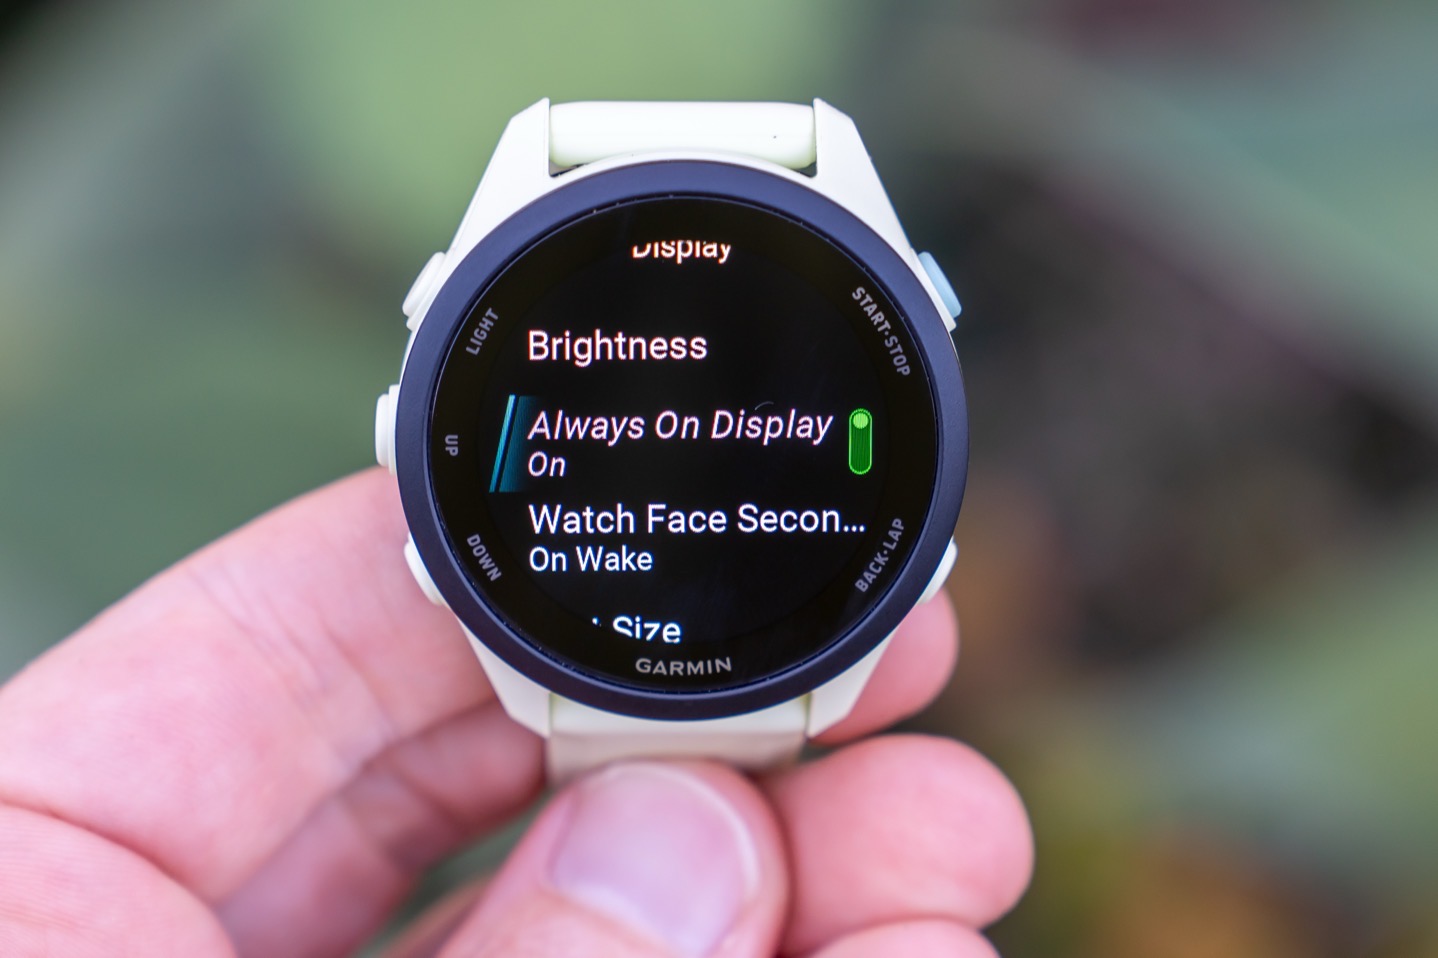 Display
Brightness
Always On Display
On
Watch Face Secon...
On Wake
Size
GARMIN
LIGHT
UP
DOWN
START·STOP
BACK·LAP